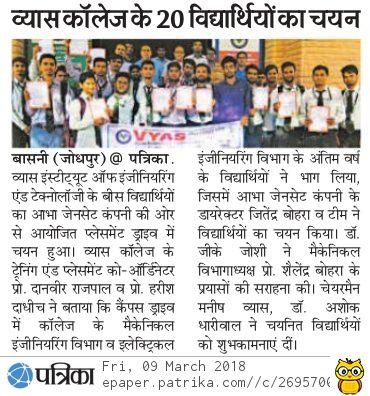 व्यास कॉलेज के 20 विद्यार्थियों का चयन
VYAS
बासनी (जोधपुर) @ पत्रिका.
व्यास इंस्टीट्यूट ऑफ इंजीनियरिंग
एंड टेक्नोलॉजी के बीस विद्यार्थियों
का आभा जेनसेट कंपनी की ओर
से आयोजित प्लेसमेंट ड्राइव में
चयन हुआ। व्यास कॉलेज के
ट्रेनिंग एंड प्लेसमेंट को-ऑर्डिनेटर
प्रो. दानवीर राजपाल व प्रो. हरीश
दाधीच ने बताया कि कैंपस ड्राइव
में कॉलेज के मैकेनिकल
इंजीनियरिंग विभाग व इलेक्ट्रिकल
इंजीनियरिंग विभाग के अंतिम वर्ष
के विद्यार्थियों ने भाग लिया,
जिसमें आभा जेनसेट कंपनी के
डायरेक्टर जितेंद्र बोहरा व टीम ने
विद्यार्थियों का चयन किया। डॉ.
जीके जोशी ने मैकेनिकल
विभागाध्यक्ष प्रो. शैलेंद्र बोहरा के
प्रयासों की सराहना की। चेयरमैन
मनीष व्यास, डॉ. अशोक
धारीवाल ने चयनित विद्यार्थियों
को शुभकामनाएं दीं।
पत्रिका
Fri, 09 March 2018
epaper.patrika.com//c/2695700